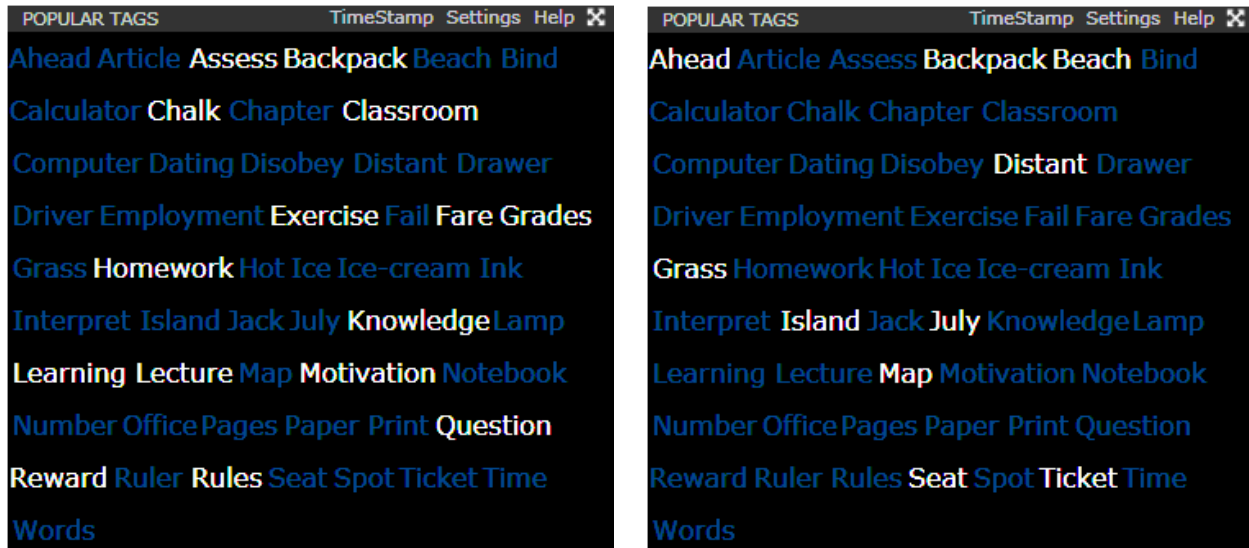 POPULAR TAGS TimeStamp Settings Help
Ahead Article Assess Backpack Beach Bind
Calculator Chalk Chapter Classroom
Computer Dating Disobey Distant Drawer
Driver Employment Exercise Fail Fare Grades
Grass Homework Hot Ice Ice-cream Ink
Interpret Island Jack July Knowledge Lamp
Learning Lecture Map Motivation Notebook
Number Office Pages Paper Print Question
Reward Ruler Rules Seat Spot Ticket Time
Words
POPULAR TAGS TimeStamp Settings Help
Ahead Article Assess Backpack Beach Bind
Calculator Chalk Chapter Classroom
Computer Dating Disobey Distant Drawer
Driver Employment Exercise Fail Fare Grades
Grass Homework Hot Ice Ice-cream Ink
Interpret Island Jack July Knowledge Lamp
Learning Lecture Map Motivation Notebook
Number Office Pages Paper Print Question
Reward Ruler Rules Seat Spot Ticket Time
Words